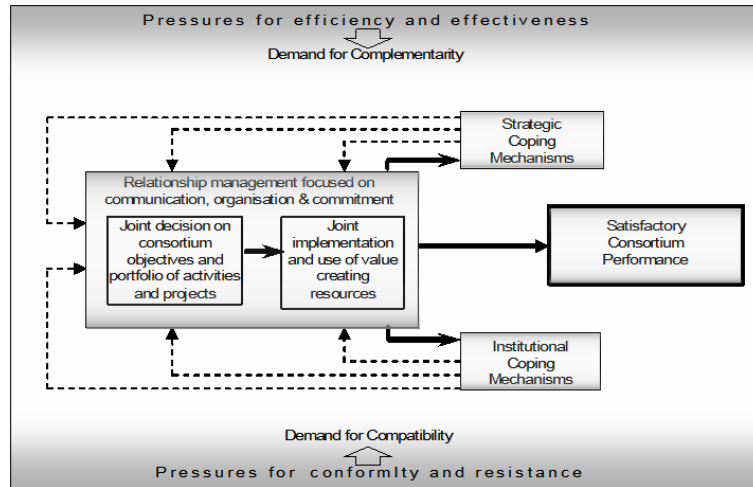 Pressures for efficiency and effectiveness
Demand for Complementarity
Strategic
Coping
Mechanisms
Relationship management focused on
communication, organisation & commitment
Joint decision on
consortium
objectives and
portfolio of activities
and projects
Joint
implementation
and use of value
creating
resources
Satisfactory
Consortium
Performance
Institutional
Coping
Mechanisms
Demand for Compatibility
Pressures for conformity and resistance